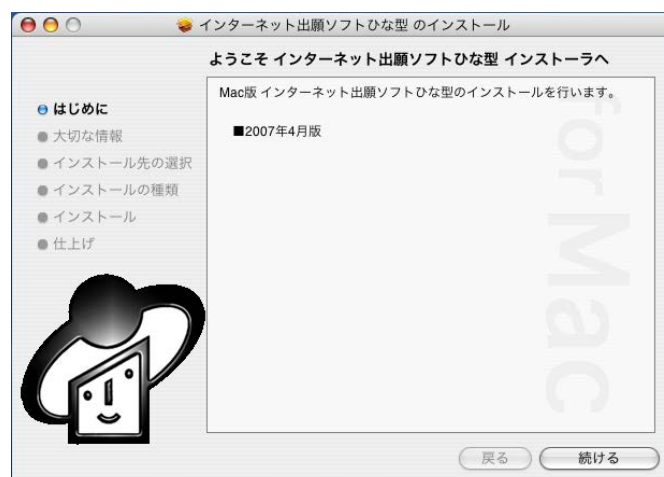 インターネット出願ソフトひな型 のインストール
ようこそ インターネット出願ソフトひな型 インストーラへ
はじめに
大切な情報
インストール先の選択
インストールの種類
インストール
仕上げ
Mac版 インターネット出願ソフトひな型のインストールを行います。
■2007年4月版
for Mac
戻る
続ける